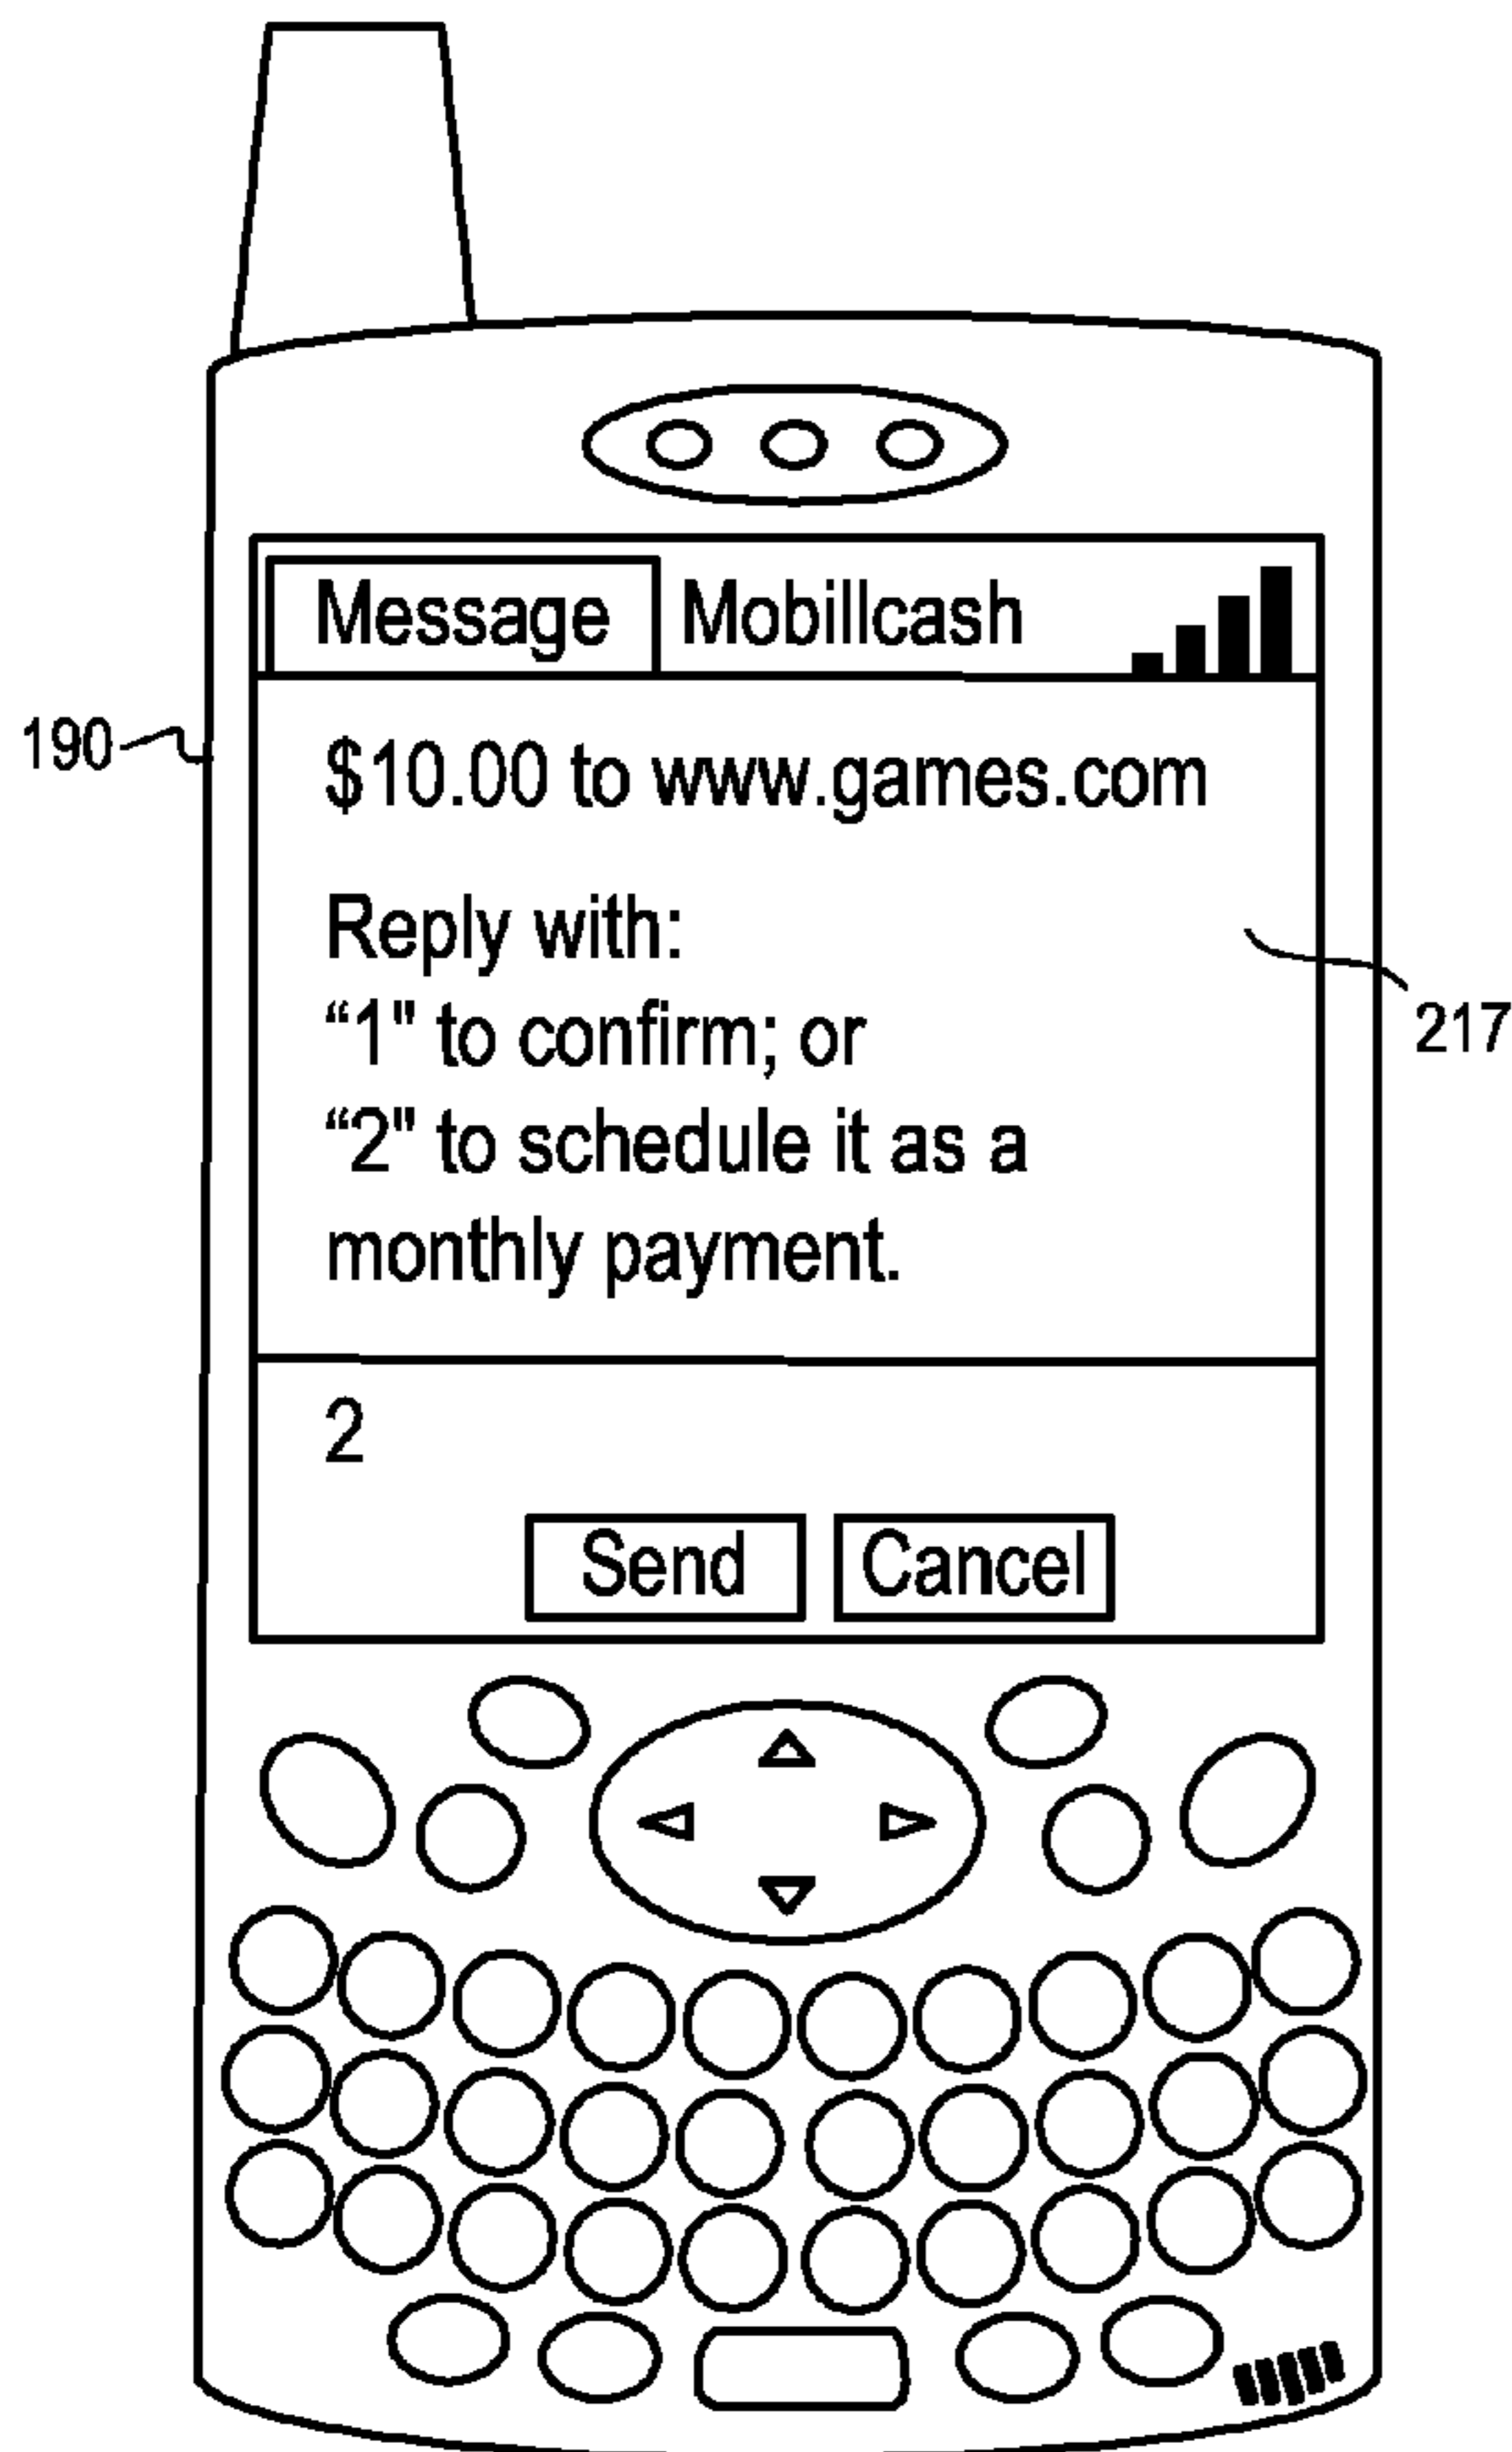 Message Mobillcash
190
$10.00 to www.games.com
Reply with:
“1" to confirm; or
217
“2" to schedule it as a
monthly payment.
2
Send Cancel